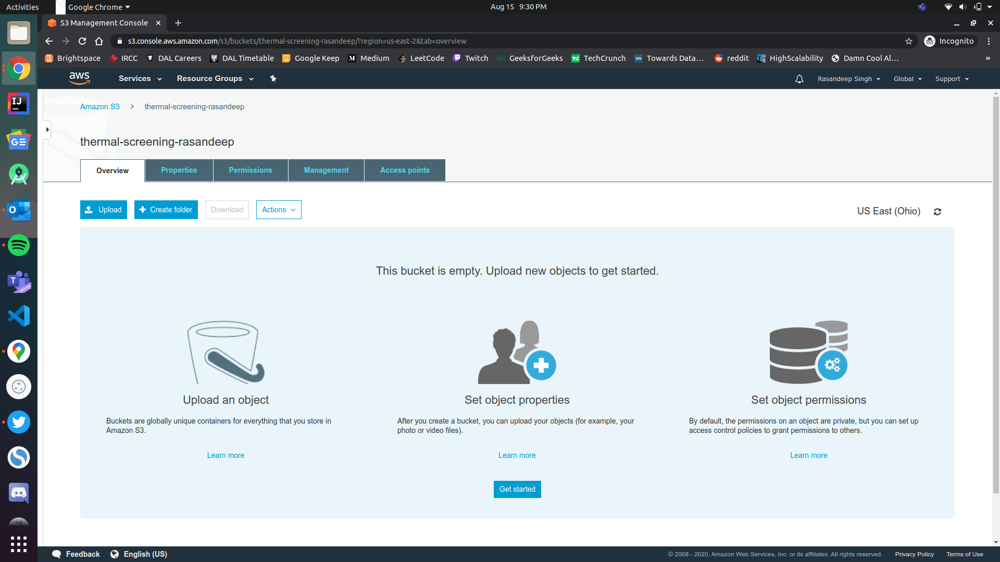 Activities Google Chrome Aug 15 9:30 PM
S3 Management Console
s3.console.aws.amazon.com/s3/buckets/thermal-screening-rasandeep/?region=us-east-2&tab=overview Incognito
Brightspace IRCC DAL Careers DAL Timetable Google Keep Medium LeetCode Twitch GeeksforGeeks TechCrunch Towards Data... reddit HighScalability Damn Cool Al... »
aws Services Resource Groups Rasandeep Singh Global Support
Amazon S3 > thermal-screening-rasandeep
thermal-screening-rasandeep
Overview Properties Permissions Management Access points
Upload Create folder Download Actions US East (Ohio)
This bucket is empty. Upload new objects to get started.
Upload an object
Buckets are globally unique containers for everything that you store in
Amazon S3.
Learn more
Set object properties
After you create a bucket, you can upload your objects (for example, your
photo or video files).
Learn more
Set object permissions
By default, the permissions on an object are private, but you can set up
access control policies to grant permissions to others.
Learn more
Get started
Feedback English (US) © 2008 - 2020, Amazon Web Services, Inc. or its affiliates. All rights reserved. Privacy Policy Terms of Use